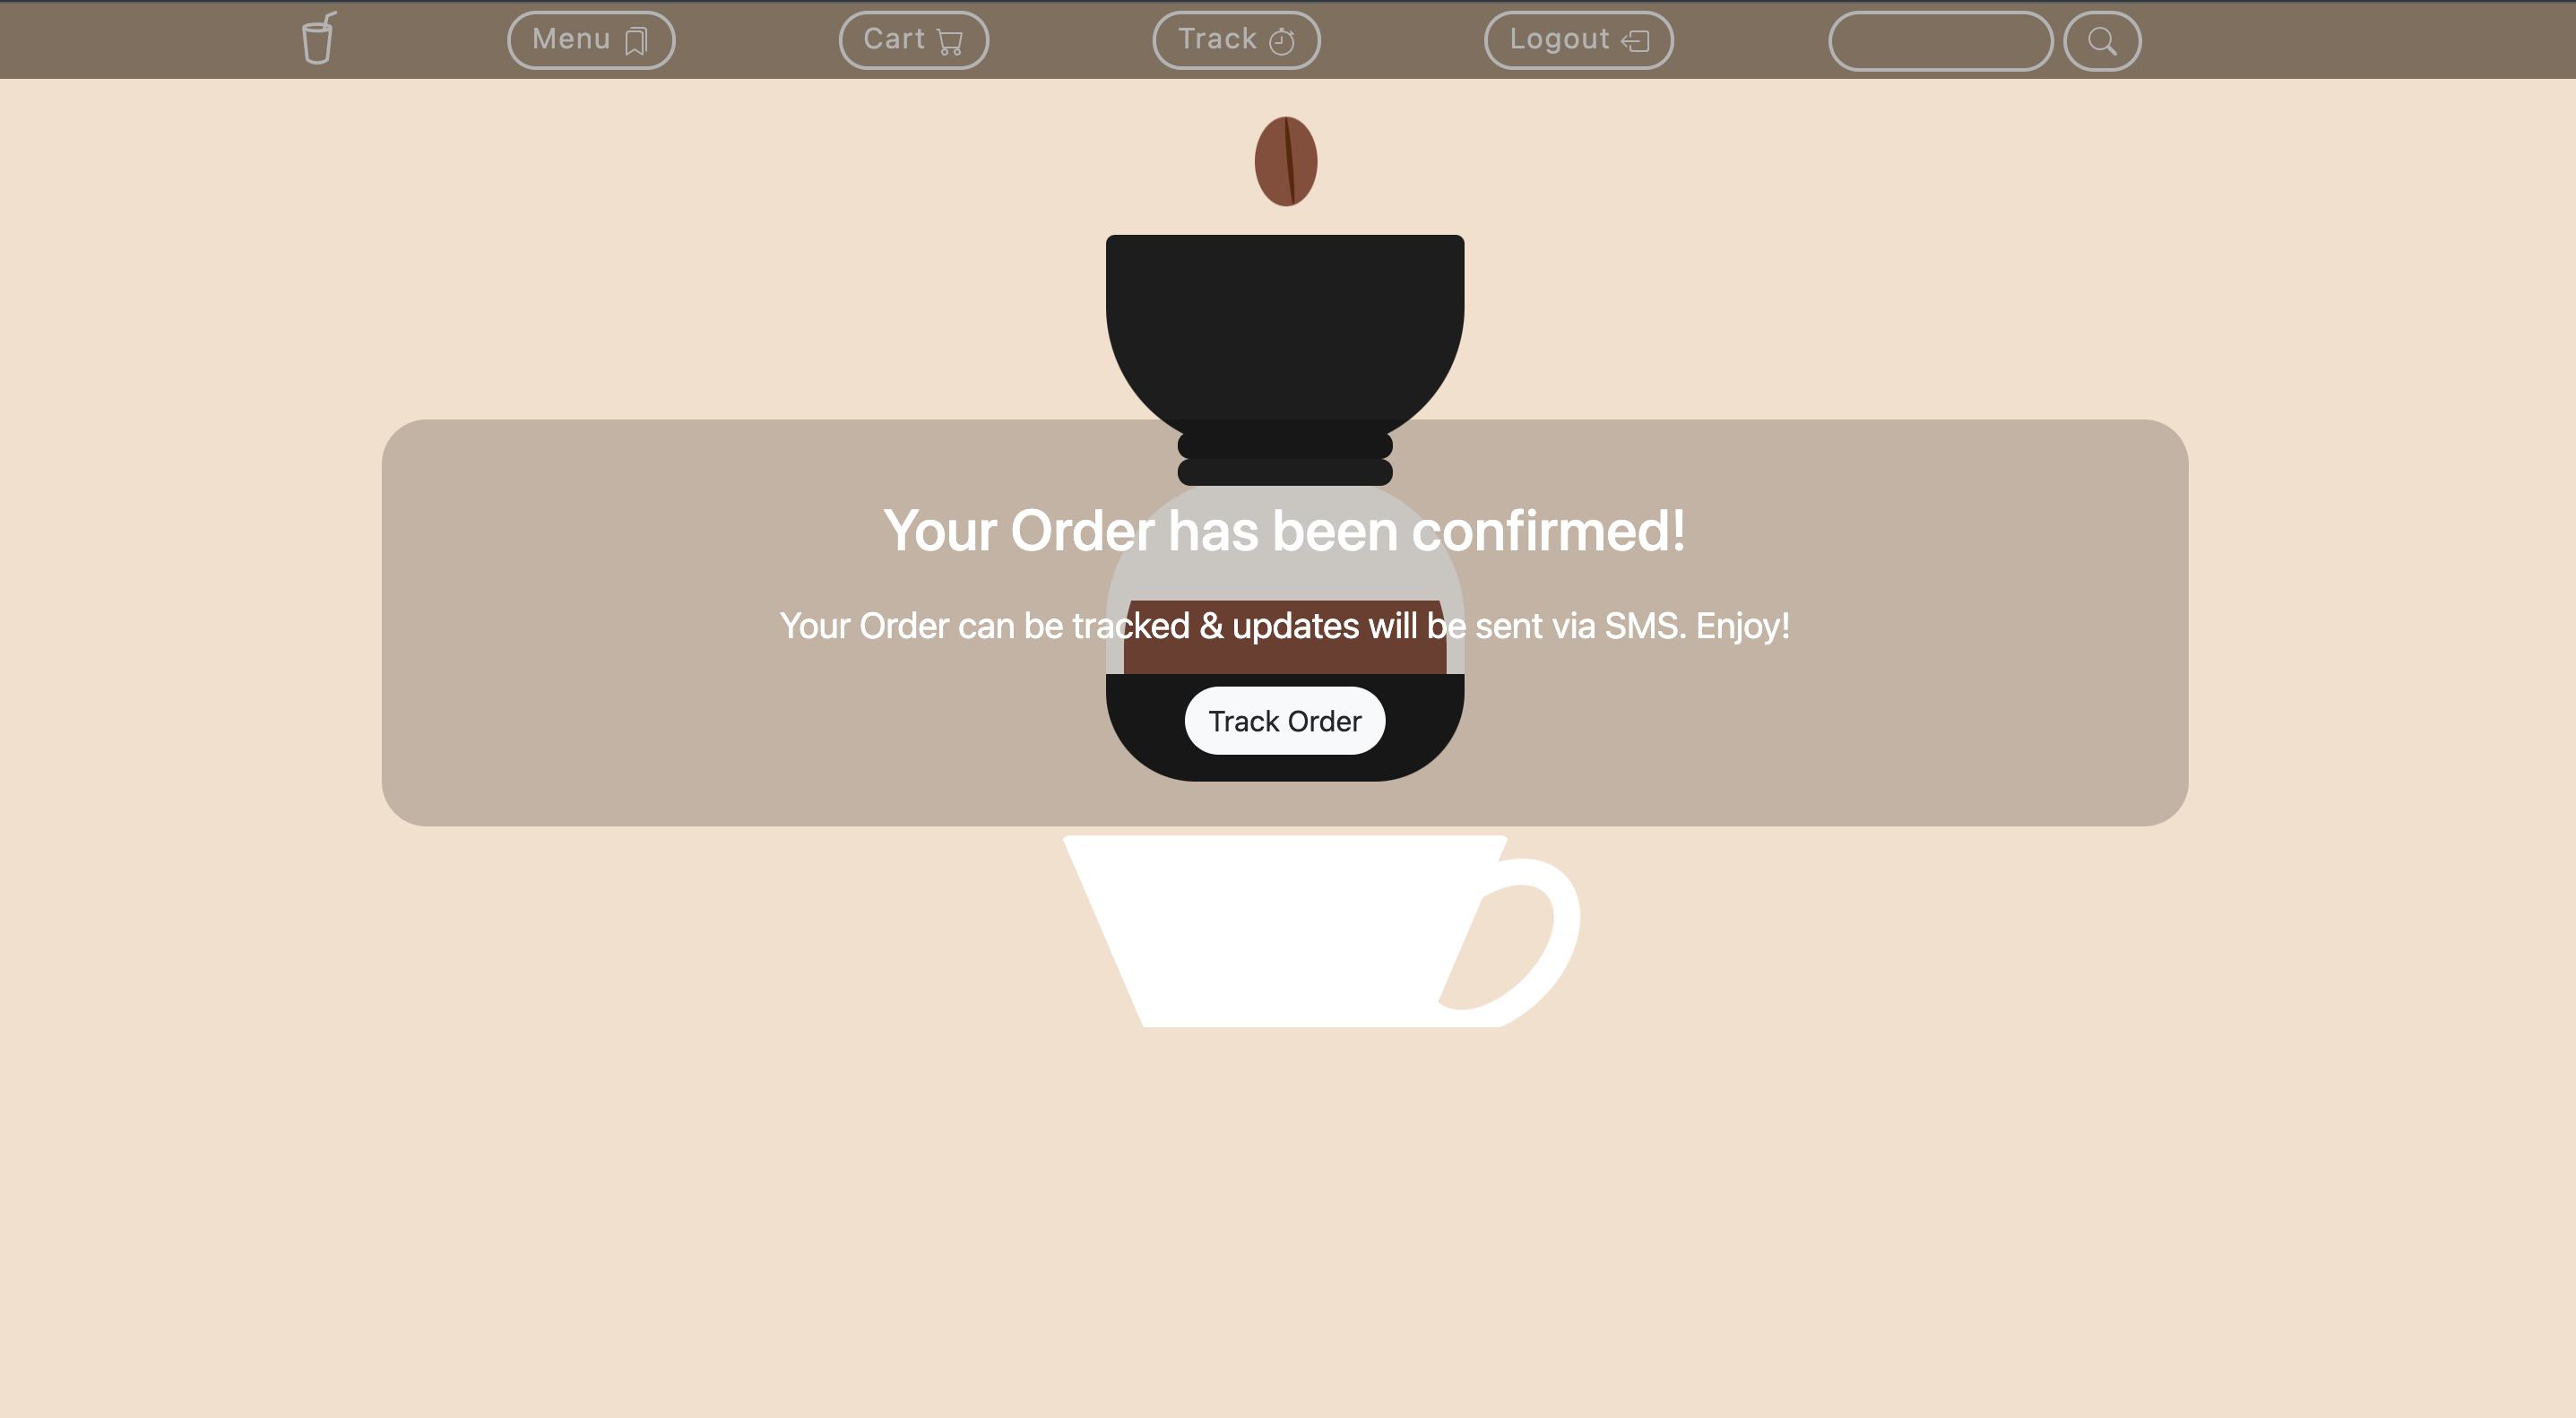 Menu
Cart
Track
Logout
Your Order has been confirmed!
Your Order can be tracked & updates will be sent via SMS. Enjoy!
Track Order